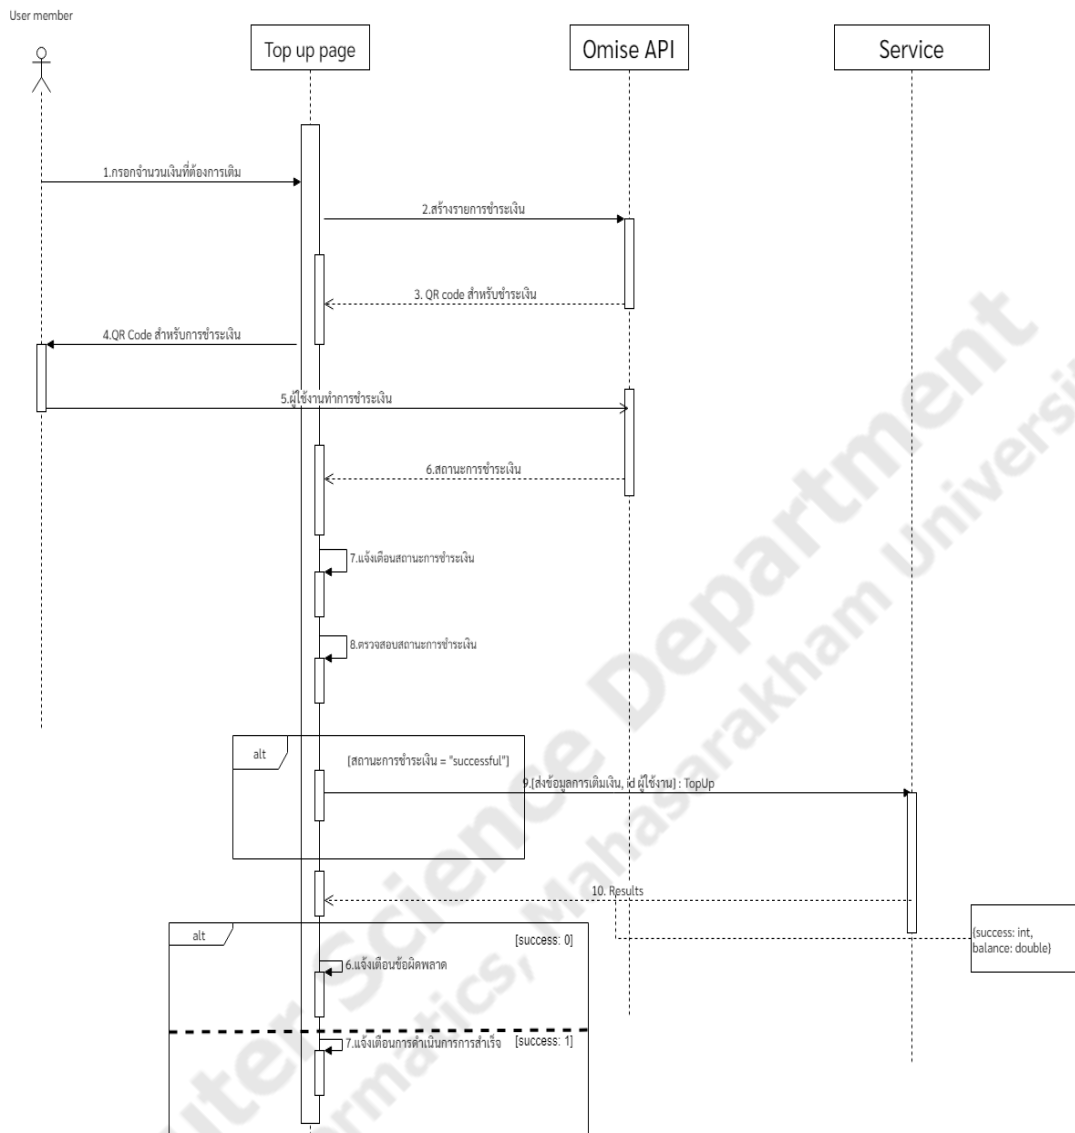 User member
Top up page
Omise API
Service
1.กรอกจำนวนเงินที่ต้องการเติม
2.สร้างรายการชำระเงิน
3. QR code สำหรับชำระเงิน
4.QR Code สำหรับการชำระเงิน
5.ผู้ใช้งานทำการชำระเงิน
6.สถานะการชำระเงิน
7.แจ้งเตือนสถานะการชำระเงิน
8.ตรวจสอบสถานะการชำระเงิน
alt
[สถานะการชำระเงิน = "successful"]
9.[ส่งข้อมูลการเติมเงิน, id ผู้ใช้งาน] : TopUp
10. Results
{success: int,
balance: double}
alt
[success: 0]
6.แจ้งเตือนข้อผิดพลาด
7.แจ้งเตือนการดำเนินการการสำเร็จ
[success: 1]
Science Department
Mahasarakham